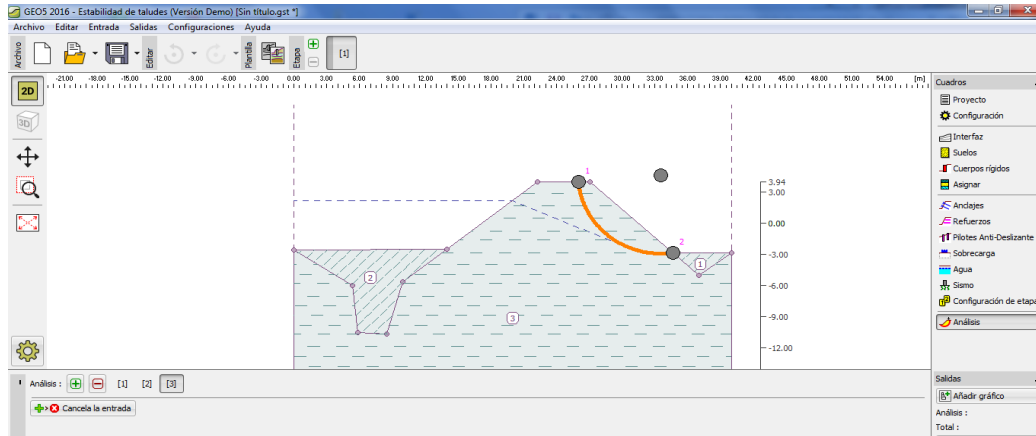 GEO5 2016 - Estabilidad de taludes (Versión Demo) [Sin título.gst *]
Archivo Editar Entrada Salidas Configuraciones Ayuda
Archivo
Editar
Plantilla
Etapa
[1]
-21.00 -18.00 -15.00 -12.00 -9.00 -6.00 -3.00 0.00 3.00 6.00 9.00 12.00 15.00 18.00 21.00 24.00 27.00 30.00 33.00 36.00 39.00 42.00 45.00 48.00 51.00 54.00 [m]
2D
3D
1
3.94
3.00
0.00
2
-3.00
1
2
-6.00
3
-9.00
-12.00
Cuadros
Proyecto
Configuración
Interfaz
Suelos
Cuerpos rígidos
Asignar
Anclajes
Refuerzos
Pilotes Anti-Deslizante
Sobrecarga
Agua
Sismo
Configuración de etapa
Análisis
Análisis : [1] [2] [3]
Cancela la entrada
Salidas
Añadir gráfico
Análisis :
Total :